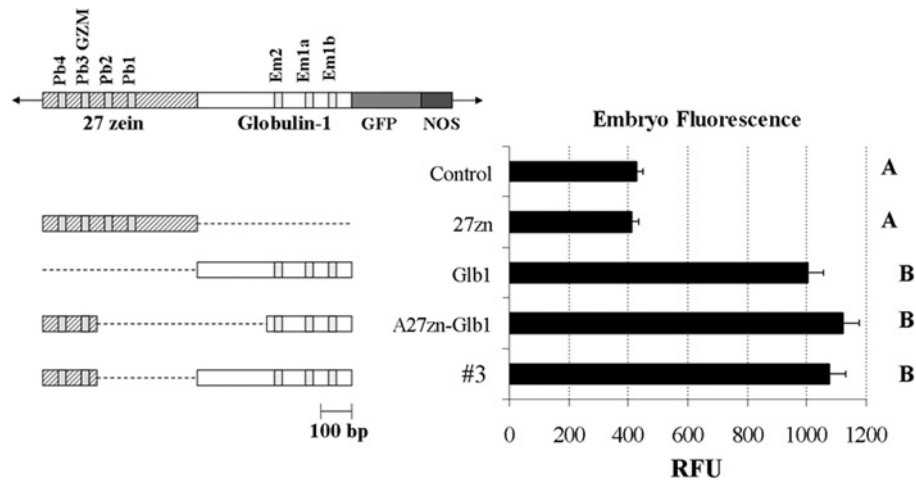 Pb4
Pb3 GZM
Pb2
Pb1
Em2
Em1a
Em1b
27 zein
Globulin-1
GFP
NOS
Embryo Fluorescence
Control
A
27zn
A
Glb1
B
A27zn-Glb1
B
#3
B
100 bp
0 200 400 600 800 1000 1200
RFU